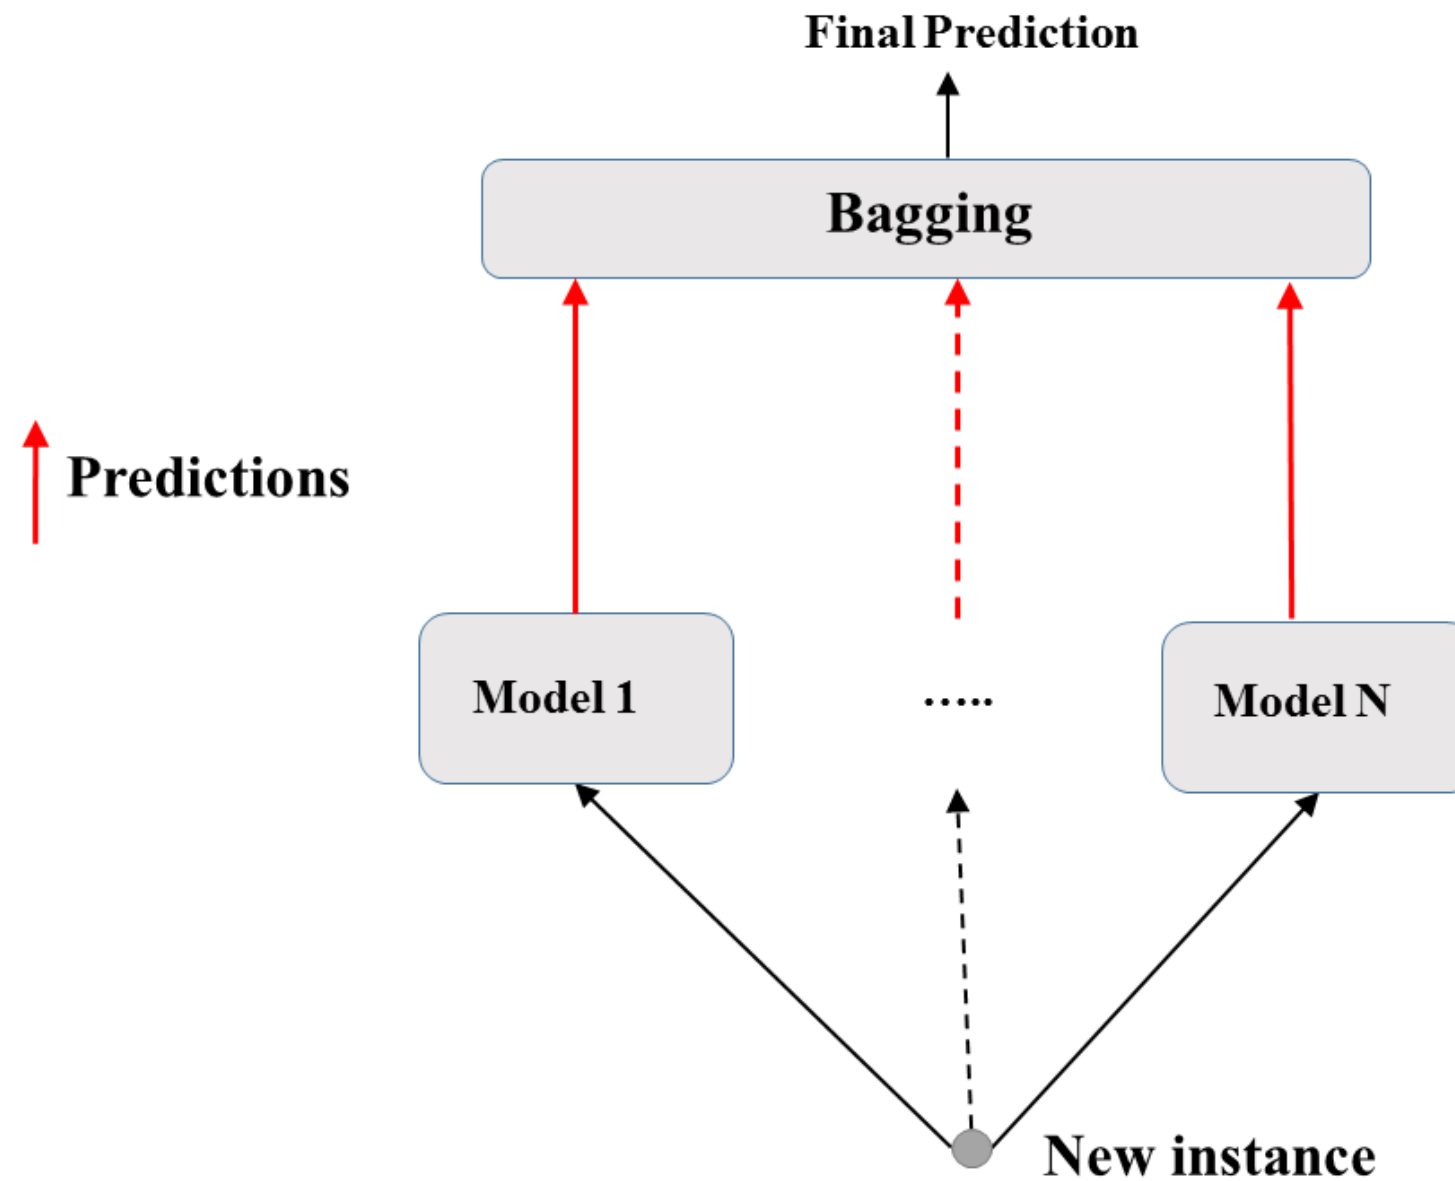 Final Prediction
Bagging
Predictions
Model 1
.....
Model N
New instance